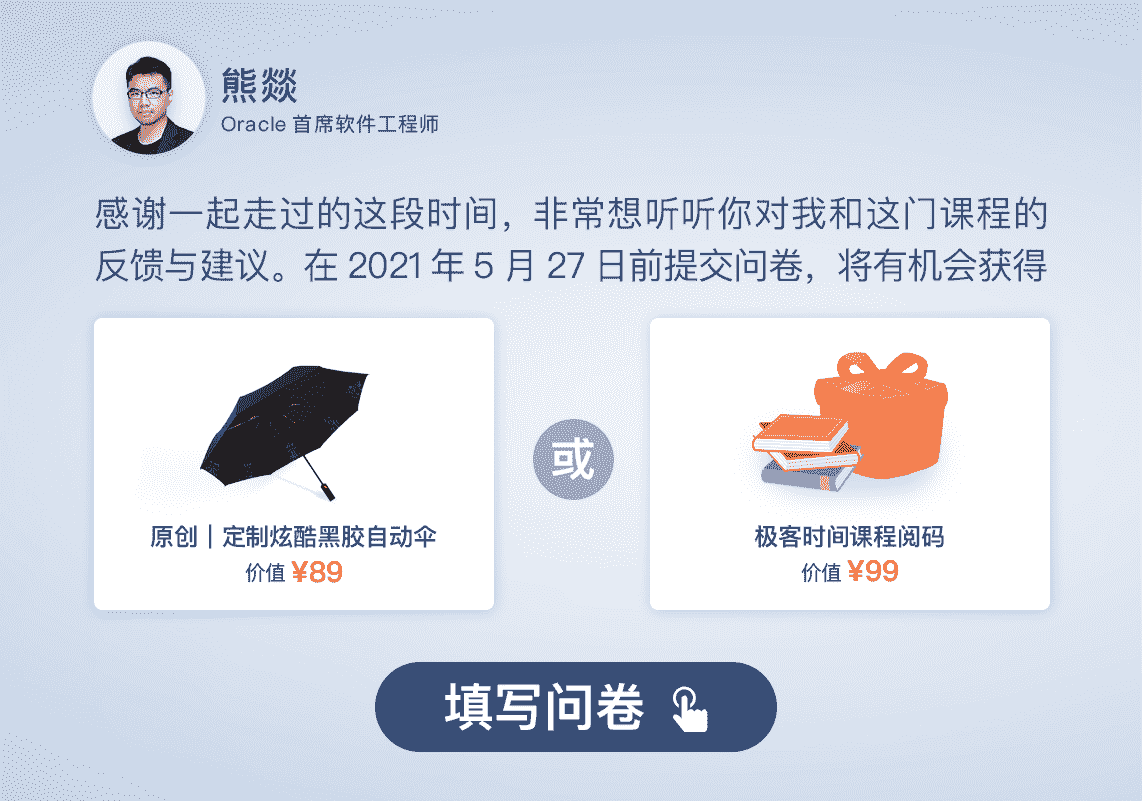 熊燚
Oracle 首席软件工程师
感谢一起走过的这段时间，非常想听听你对我和这门课程的
反馈与建议。在 2021 年 5 月 27 日前提交问卷，将有机会获得
或
原创｜定制炫酷黑胶自动伞
价值 ¥89
极客时间课程阅码
价值 ¥99
填写问卷